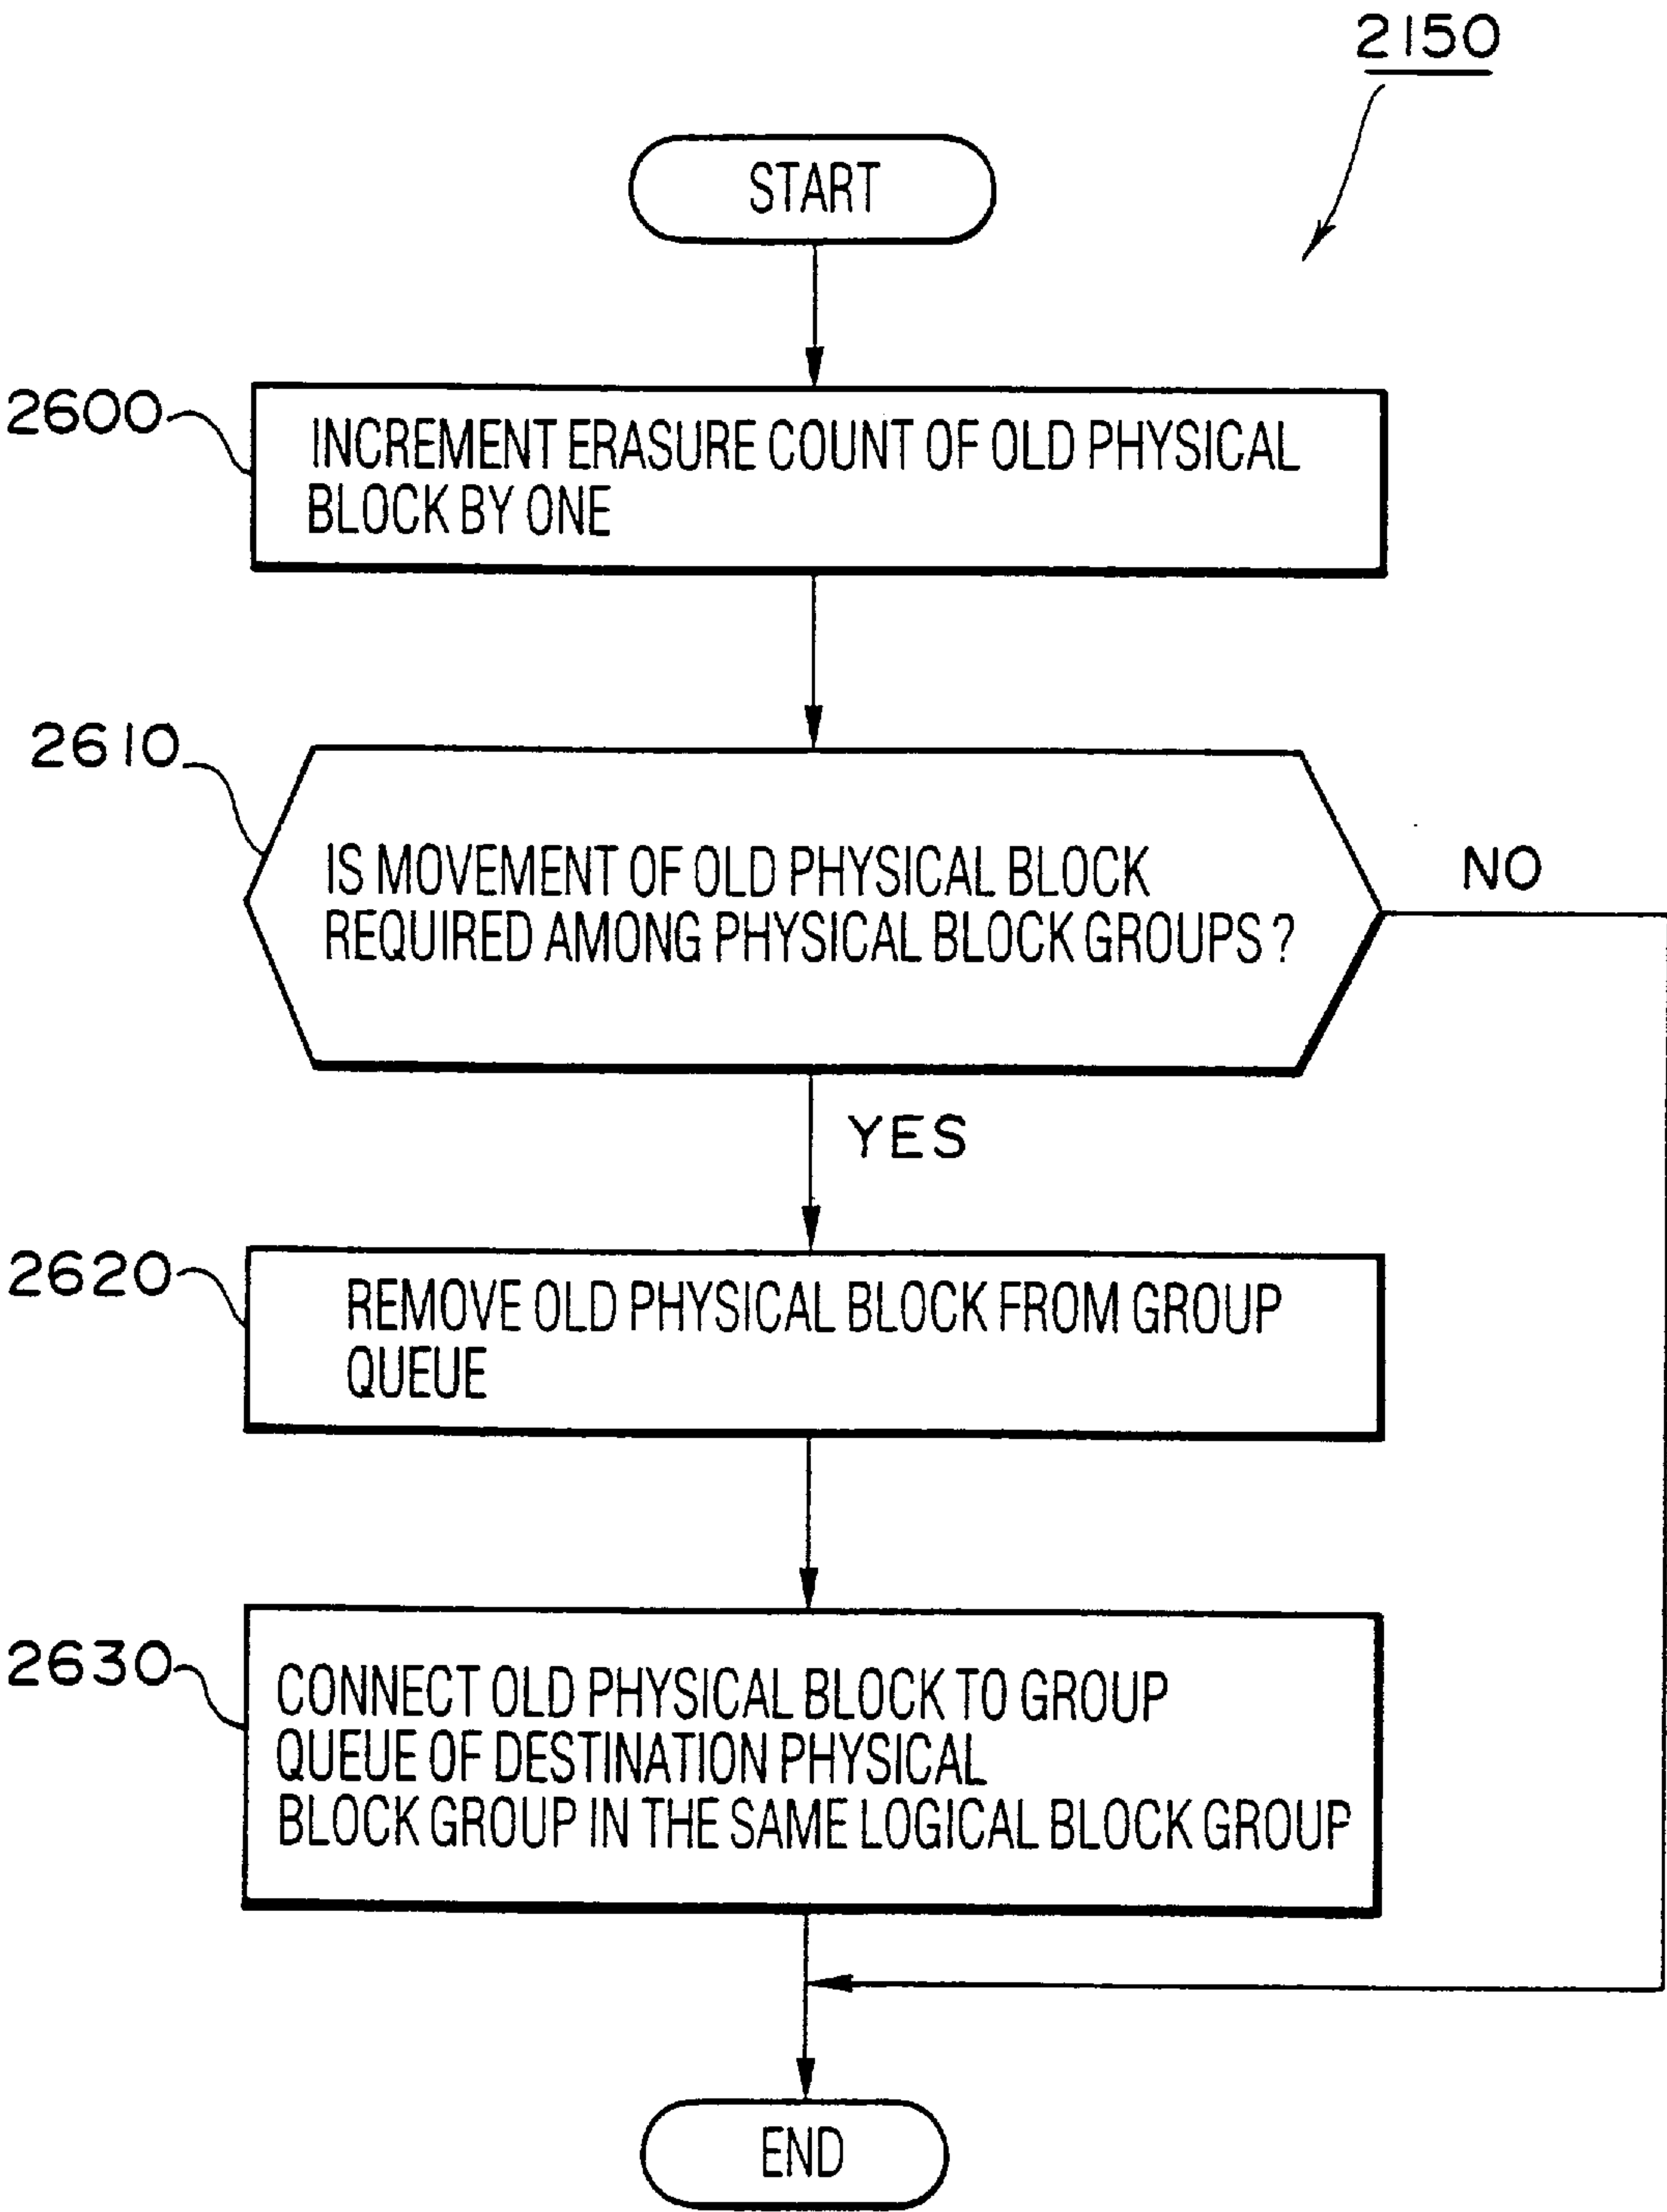 2150
START
2600
INCREMENT ERASURE COUNT OF OLD PHYSICAL
BLOCK BY ONE
2610
IS MOVEMENT OF OLD PHYSICAL BLOCK
REQUIRED AMONG PHYSICAL BLOCK GROUPS ?
NO
YES
2620
REMOVE OLD PHYSICAL BLOCK FROM GROUP
QUEUE
2630
CONNECT OLD PHYSICAL BLOCK TO GROUP
QUEUE OF DESTINATION PHYSICAL
BLOCK GROUP IN THE SAME LOGICAL BLOCK GROUP
END